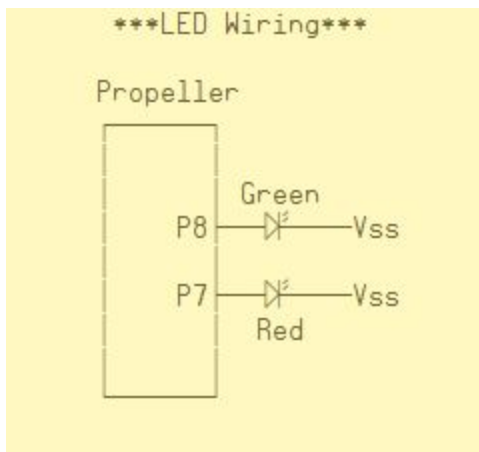 ***LED Wiring***
Propeller
Green
P8
Vss
P7
Vss
Red